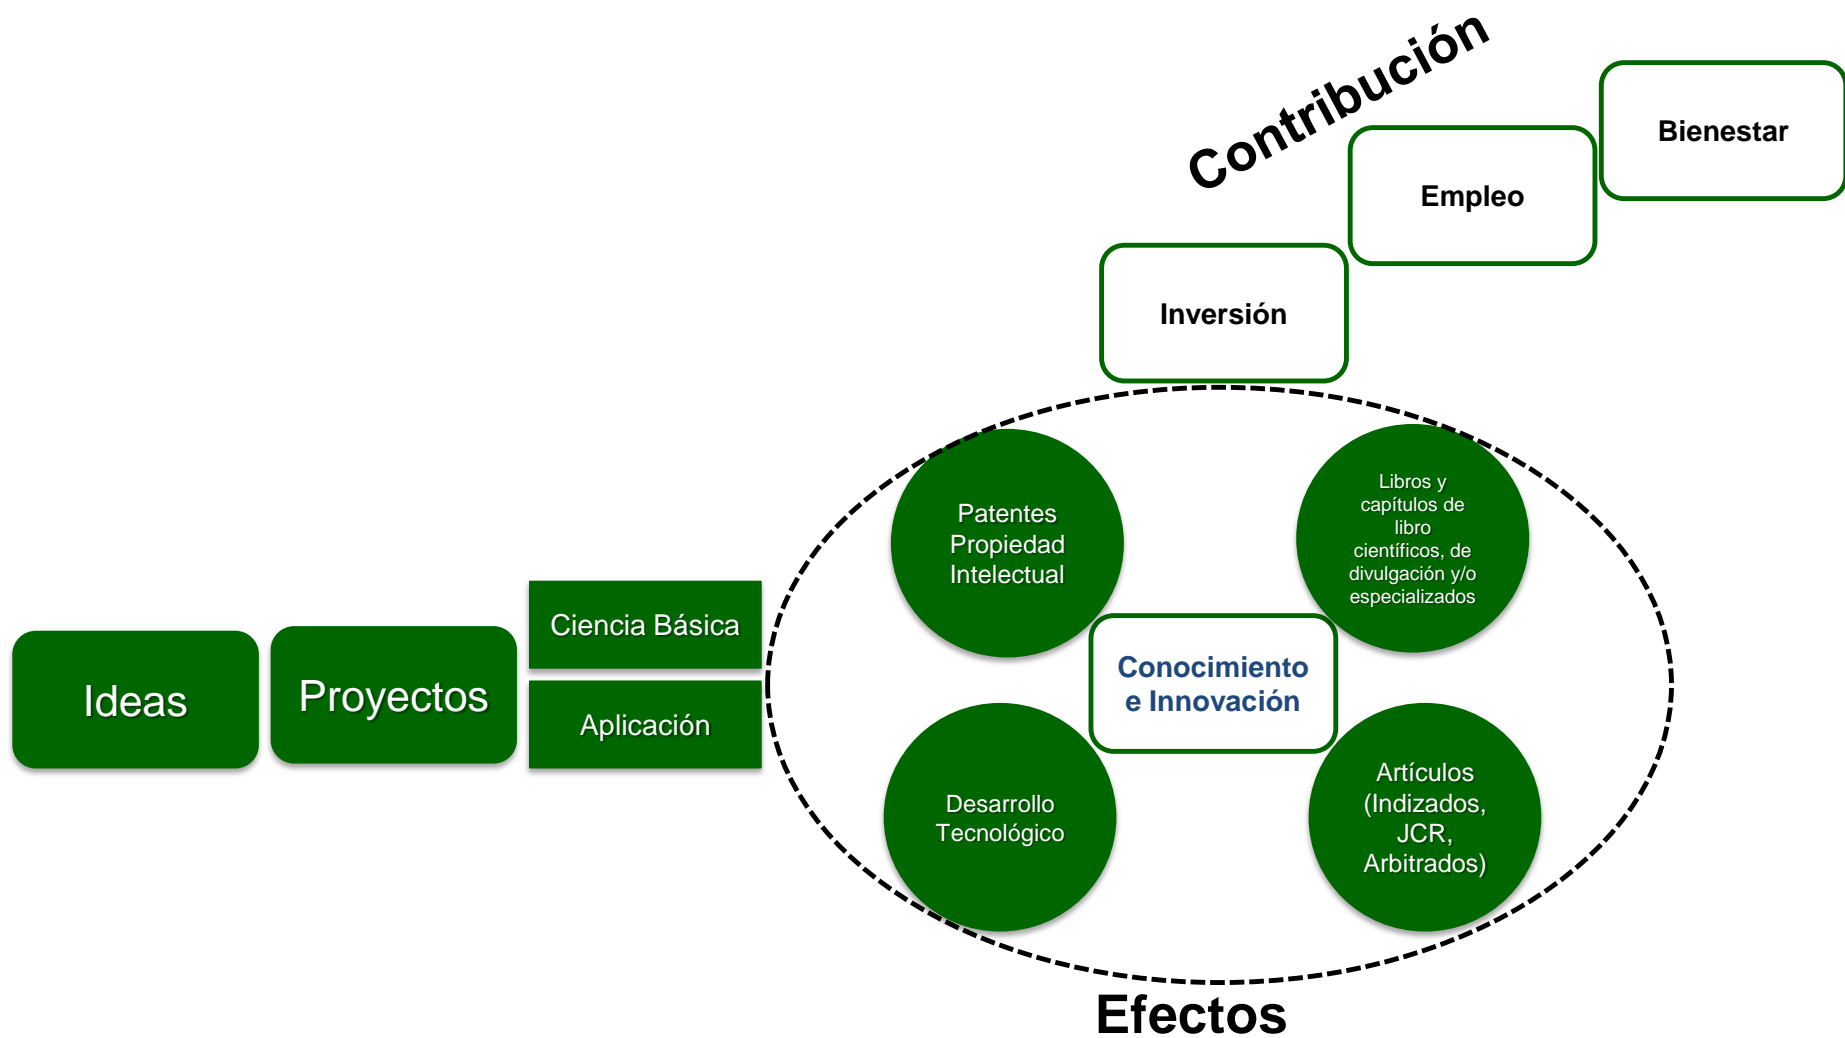 Contribución
Bienestar
Empleo
Inversión
Patentes
Propiedad
Intelectual
Libros y
capítulos de
libro
científicos, de
divulgación y/o
especializados
Ciencia Básica
Ideas
Proyectos
Aplicación
Conocimiento
e Innovación
Desarrollo
Tecnológico
Artículos
(Indizados,
JCR,
Arbitrados)
Efectos